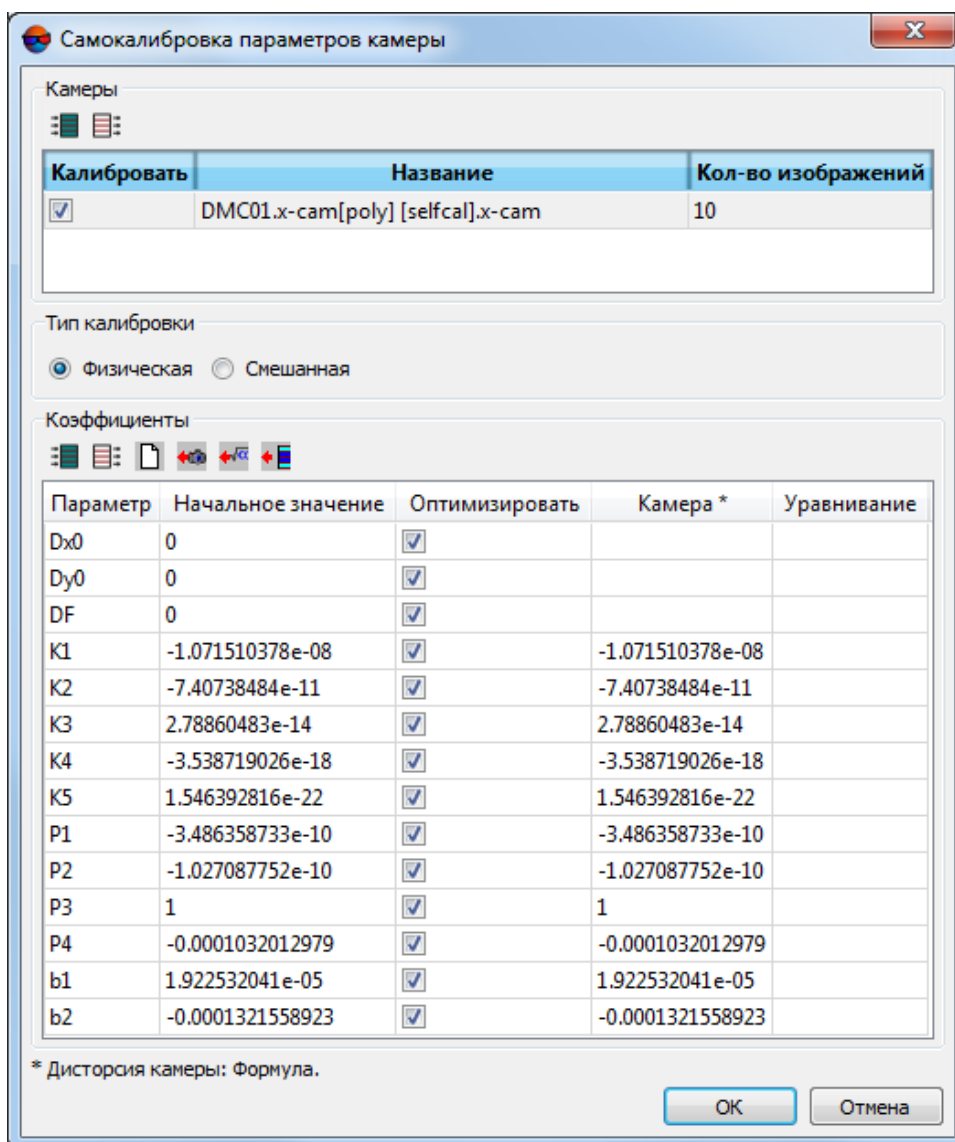 Самокалибровка параметров камеры
Камеры
Калибровать Название Кол-во изображений
DMC01.x-cam[poly] [selfcal].x-cam 10
Тип калибровки
Физическая Смешанная
Коэффициенты
Параметр Начальное значение Оптимизировать Камера * Уравнивание
Dx0 0
Dy0 0
DF 0
K1 -1.071510378e-08 -1.071510378e-08
K2 -7.40738484e-11 -7.40738484e-11
K3 2.78860483e-14 2.78860483e-14
K4 -3.538719026e-18 -3.538719026e-18
K5 1.546392816e-22 1.546392816e-22
P1 -3.486358733e-10 -3.486358733e-10
P2 -1.027087752e-10 -1.027087752e-10
P3 1 1
P4 -0.0001032012979 -0.0001032012979
b1 1.922532041e-05 1.922532041e-05
b2 -0.0001321558923 -0.0001321558923
* Дисторсия камеры: Формула.
OK Отмена